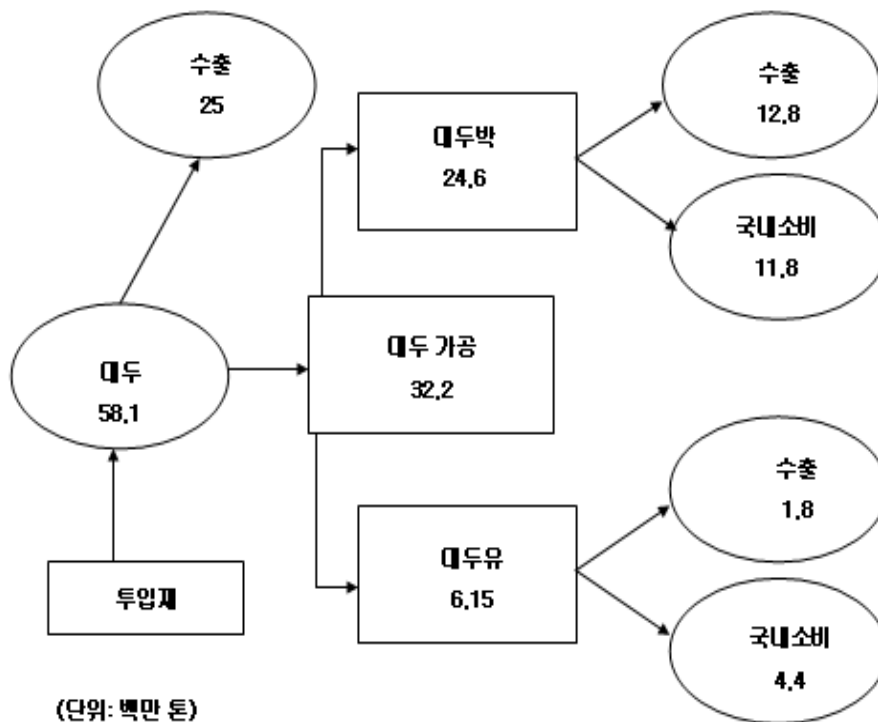 수출
25
대두박
24.6
수출
12.8
국내소비
11.8
대두
58.1
대두 가공
32.2
투입재
대두유
6.15
수출
1.8
국내소비
4.4
(단위: 백만 톤)